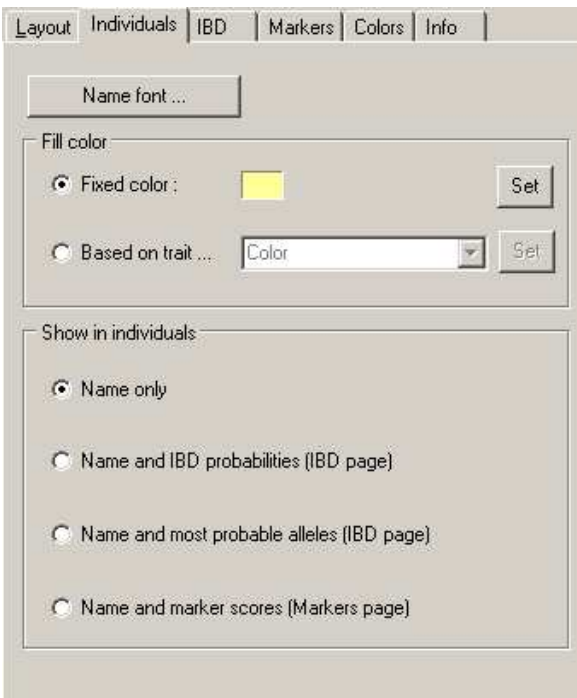 Layout Individuals IBD Markers Colors Info
Name font ...
Fill color
Fixed color : Set
Based on trait ... Color Set
Show in individuals
Name only
Name and IBD probabilities (IBD page)
Name and most probable alleles (IBD page)
Name and marker scores (Markers page)